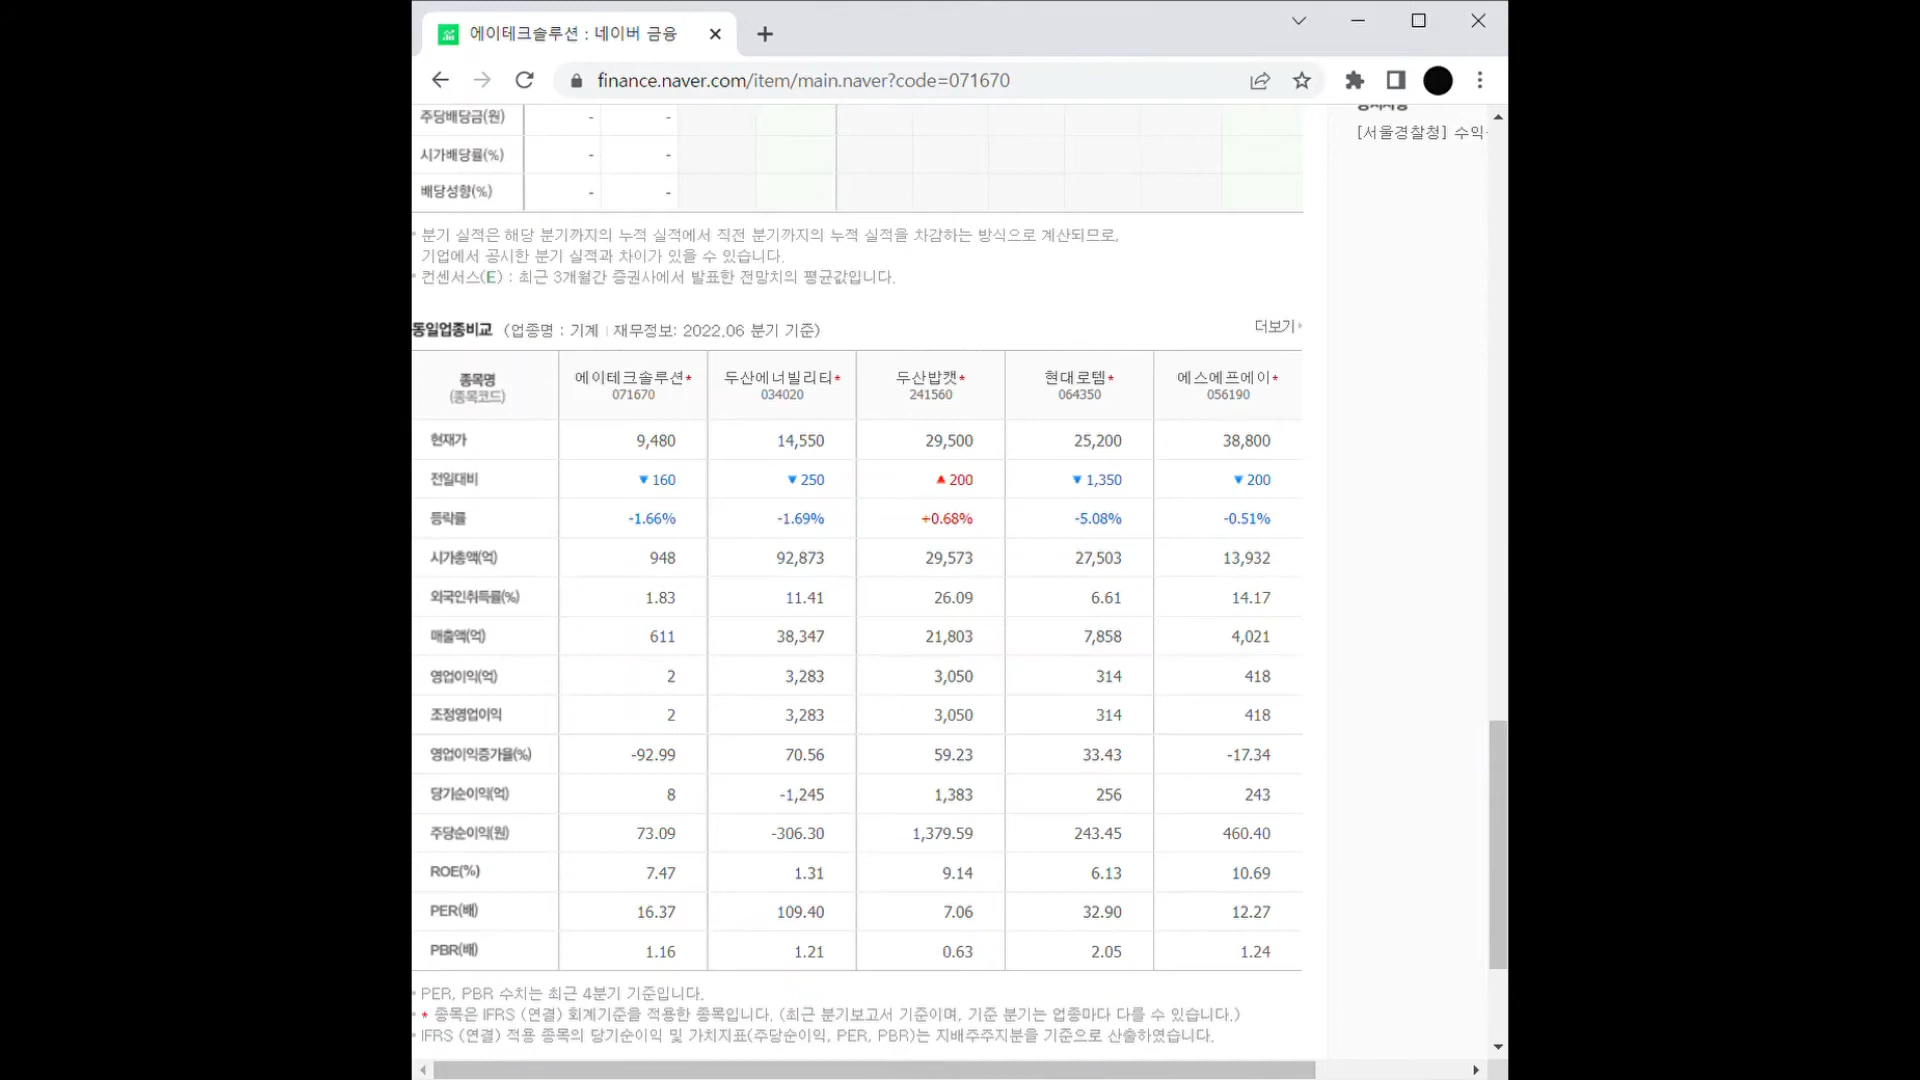 에이테크솔루션 : 네이버 금융
finance.naver.com/item/main.naver?code=071670
주당배당금(원) - -
[서울경찰청] 수익
시가배당률(%) - -
배당성향(%) - -
* 분기 실적은 해당 분기까지의 누적 실적에서 직전 분기까지의 누적 실적을 차감하는 방식으로 계산되므로,
기업에서 공시한 분기 실적과 차이가 있을 수 있습니다.
* 컨센서스(E) : 최근 3개월간 증권사에서 발표한 전망치의 평균값입니다.
동일업종비교 (업종명 : 기계 | 재무정보: 2022.06 분기 기준) 더보기
종목명 에이테크솔루션* 두산에너빌리티* 두산밥캣* 현대로템* 에스에프에이*
(종목코드) 071670 034020 241560 064350 056190
현재가 9,480 14,550 29,500 25,200 38,800
전일대비 ▼160 ▼250 ▲200 ▼1,350 ▼200
등락률 -1.66% -1.69% +0.68% -5.08% -0.51%
시가총액(억) 948 92,873 29,573 27,503 13,932
외국인취득률(%) 1.83 11.41 26.09 6.61 14.17
매출액(억) 611 38,347 21,803 7,858 4,021
영업이익(억) 2 3,283 3,050 314 418
조정영업이익 2 3,283 3,050 314 418
영업이익증가율(%) -92.99 70.56 59.23 33.43 -17.34
당기순이익(억) 8 -1,245 1,383 256 243
주당순이익(원) 73.09 -306.30 1,379.59 243.45 460.40
ROE(%) 7.47 1.31 9.14 6.13 10.69
PER(배) 16.37 109.40 7.06 32.90 12.27
PBR(배) 1.16 1.21 0.63 2.05 1.24
* PER, PBR 수치는 최근 4분기 기준입니다.
* * 종목은 IFRS (연결) 회계기준을 적용한 종목입니다. (최근 분기보고서 기준이며, 기준 분기는 업종마다 다를 수 있습니다.)
* IFRS (연결) 적용 종목의 당기순이익 및 가치지표(주당순이익, PER, PBR)는 지배주주지분을 기준으로 산출하였습니다.